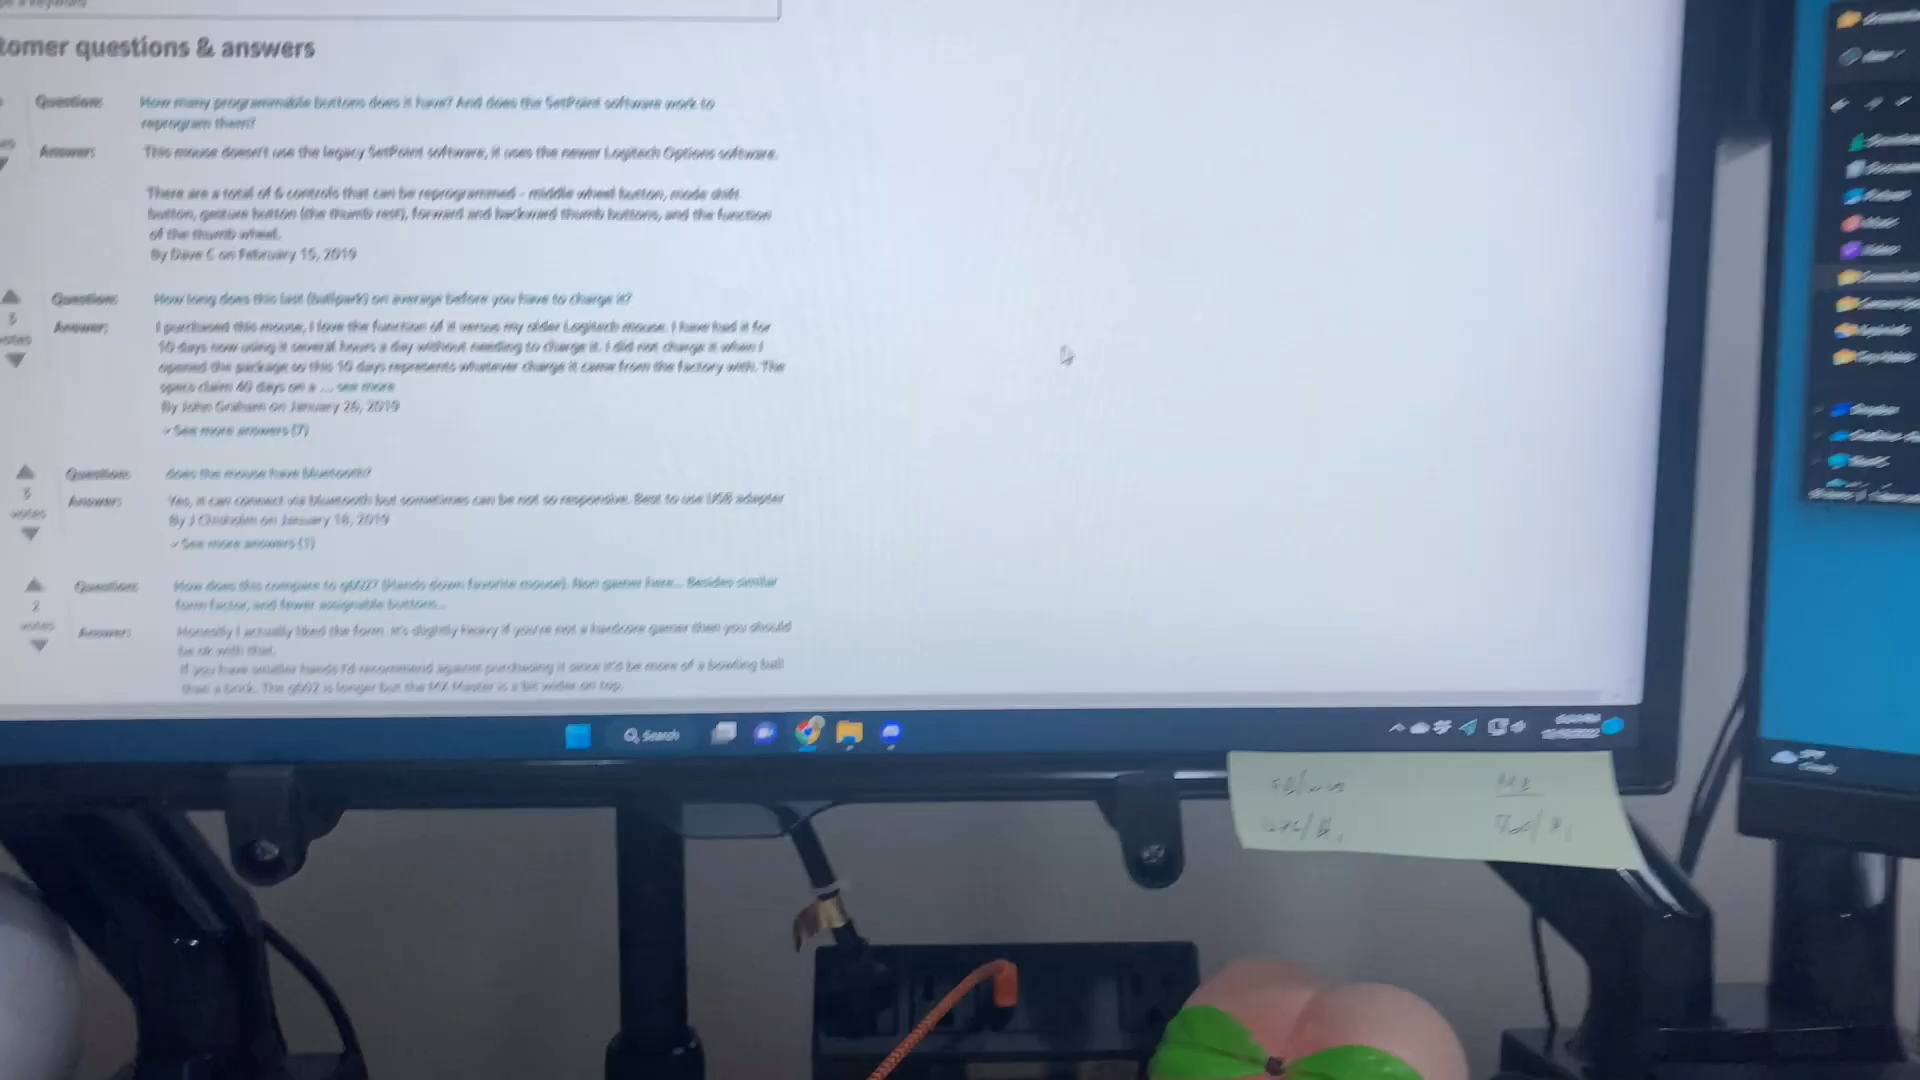 tomer questions & answers
Question: How many programmable buttons does it have? And does the SetPoint software work to
reprogram them?
Answer: This mouse doesn't use the legacy SetPoint software, it uses the newer Logitech Options software.
There are a total of 6 controls that can be reprogrammed - middle wheel button, mode shift
button, gesture button (the thumb rest), forward and backward thumb buttons, and the function
of the thumb wheel.
By Dave C on February 15, 2019
Question: How long does this last (ballpark) on average before you have to charge it?
5
votes
Answer: I purchased this mouse, I love the function of it versus my older Logitech mouse. I have had it for
10 days now using it several hours a day without needing to charge it. I did not charge it when I
opened the package so this 10 days represents whatever charge it came from the factory with. The
specs claim 60 days on a ... see more
By John Graham on January 26, 2019
See more answers (7)
Question: does the mouse have bluetooth?
votes
Answer: Yes, it can connect via bluetooth but sometimes can be not so responsive. Best to use USB adapter
By J Chisholm on January 18, 2019
See more answers (1)
Question: How does this compare to g602? (Hands down favorite mouse). Non gamer here... Besides similar
form factor, and fewer assignable buttons...
2
votes
Answer: Honestly I actually liked the form. It's slightly heavy if you're not a hardcore gamer then you should
be ok with that.
If you have smaller hands I'd recommend against purchasing it since it'd be more of a bowling ball
than a brick. The g602 is longer but the MX Master is a bit wider on top.
Search